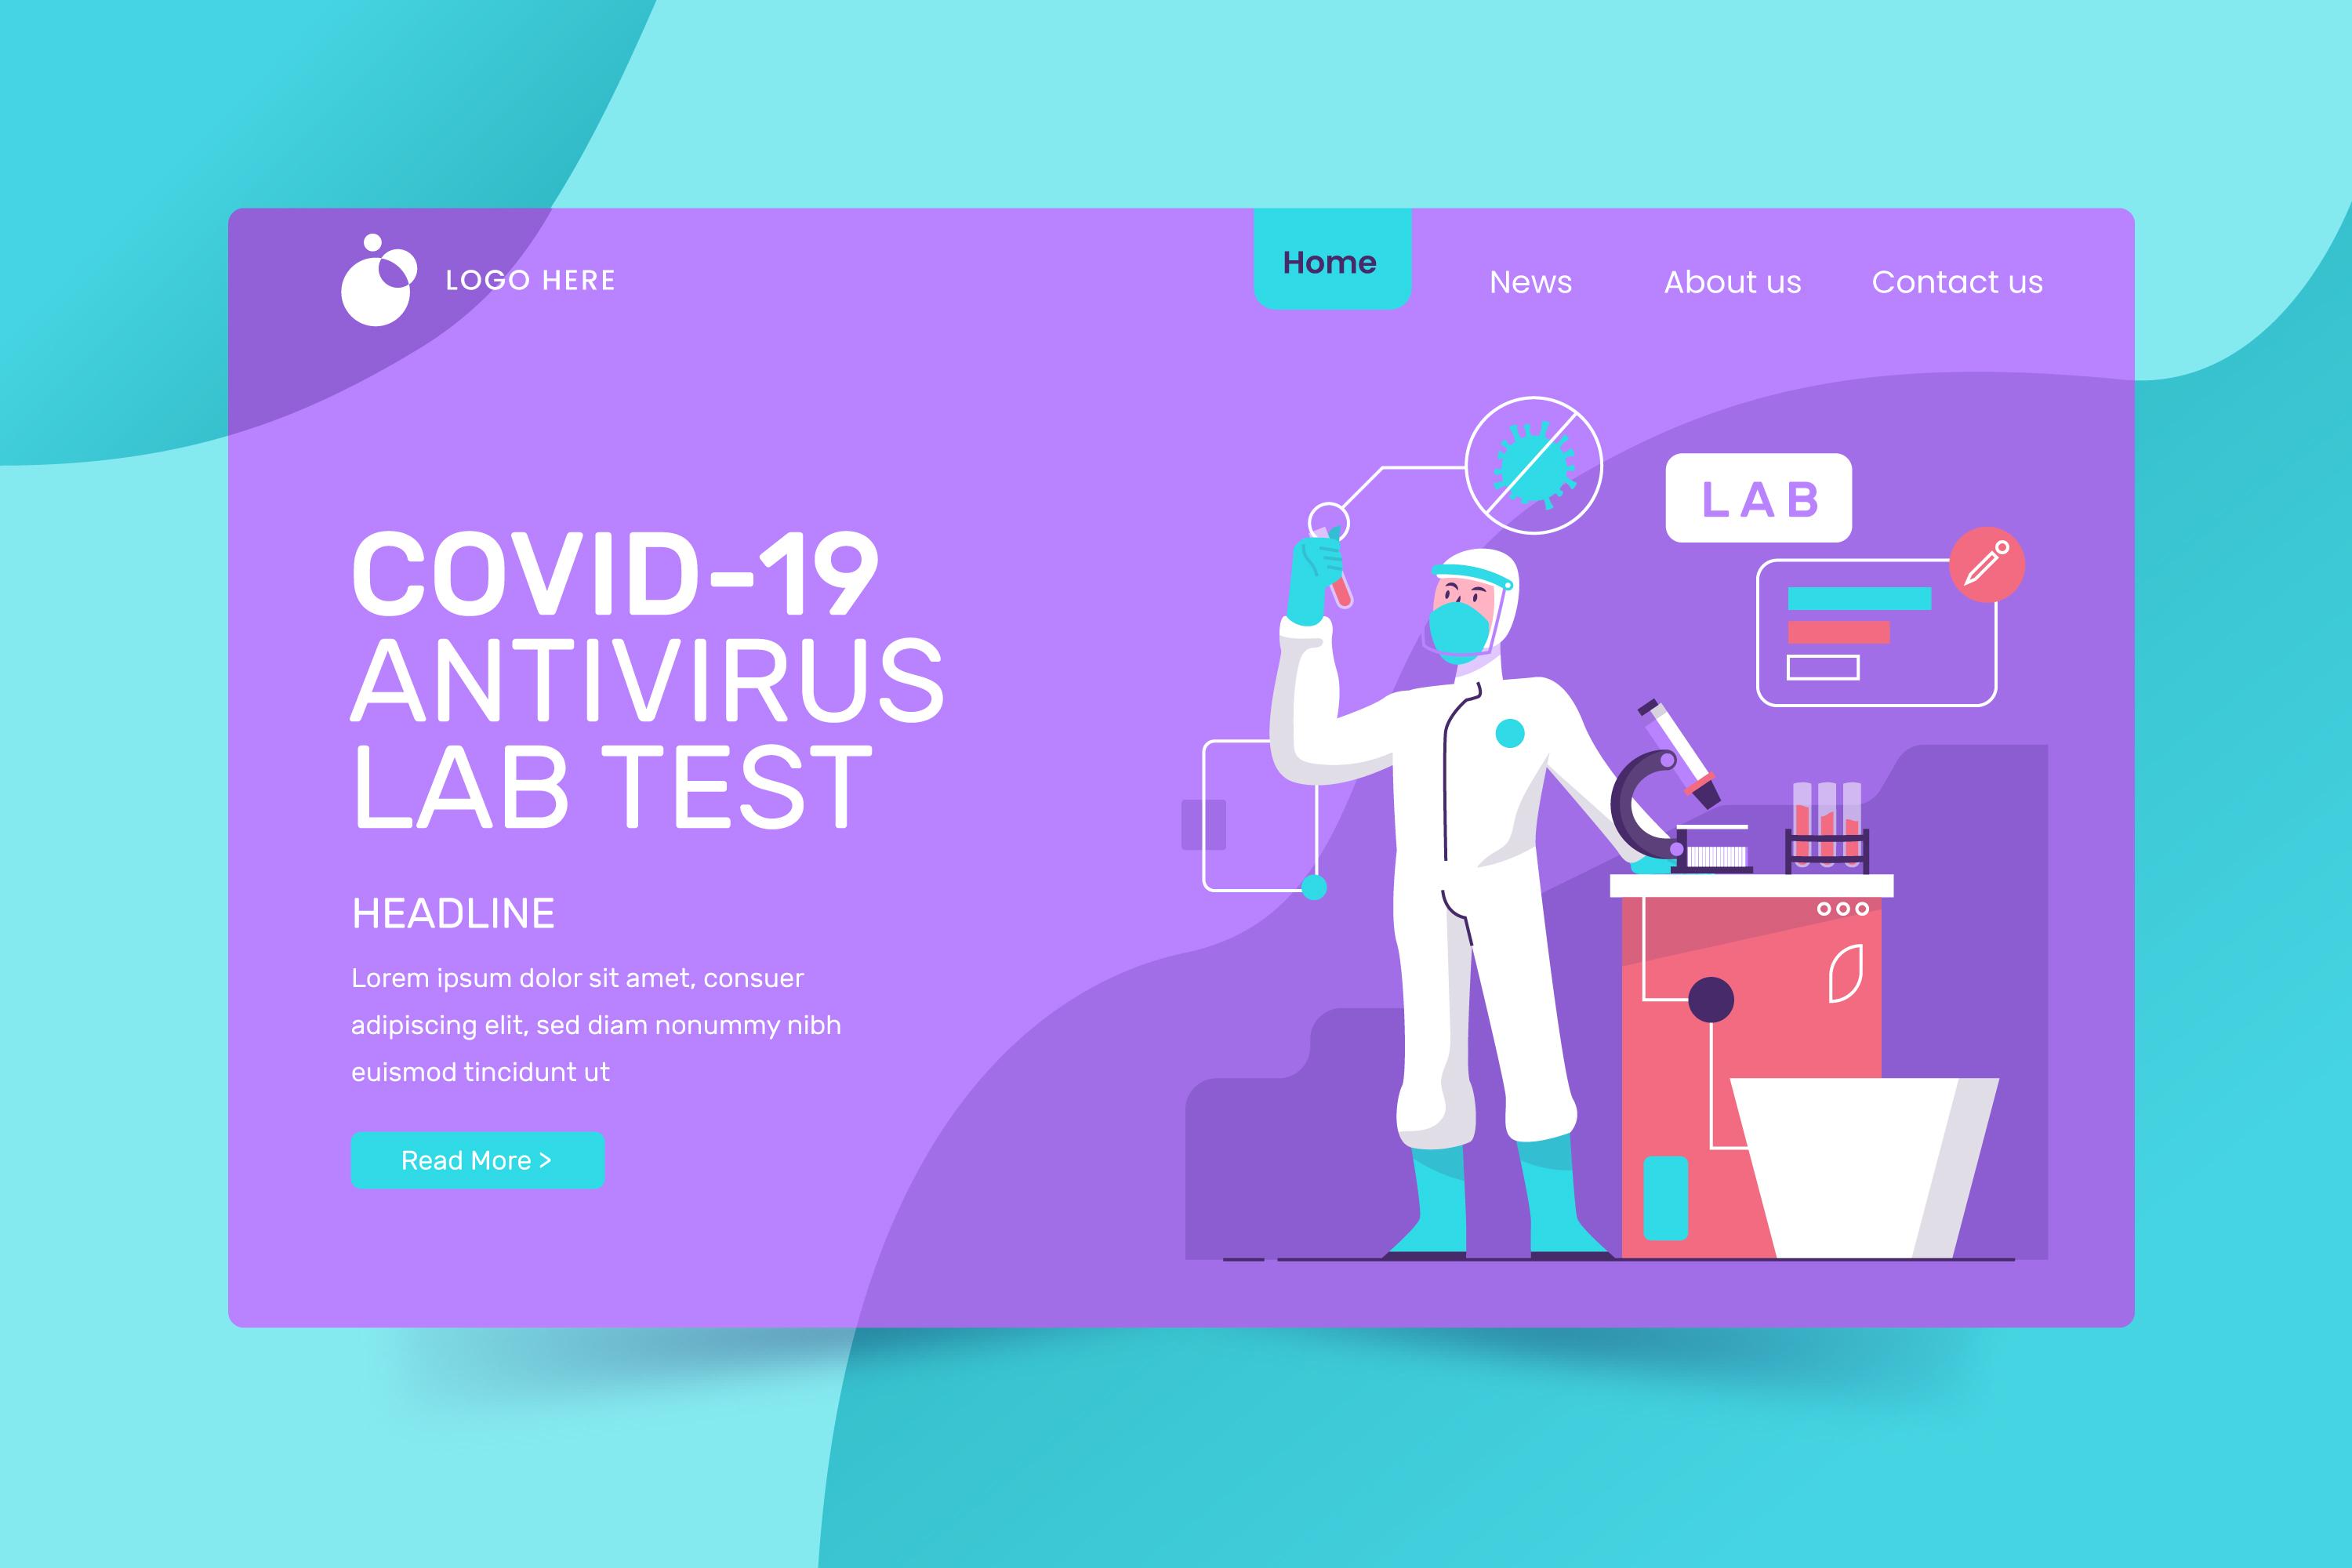 LOGO HERE
Home
News
About us
Contact us
LAB
COVID-19
ANTIVIRUS
LAB TEST
HEADLINE
Lorem ipsum dolor sit amet, consuer
adipiscing elit, sed diam nonummy nibh
euismod tincidunt ut
Read More >